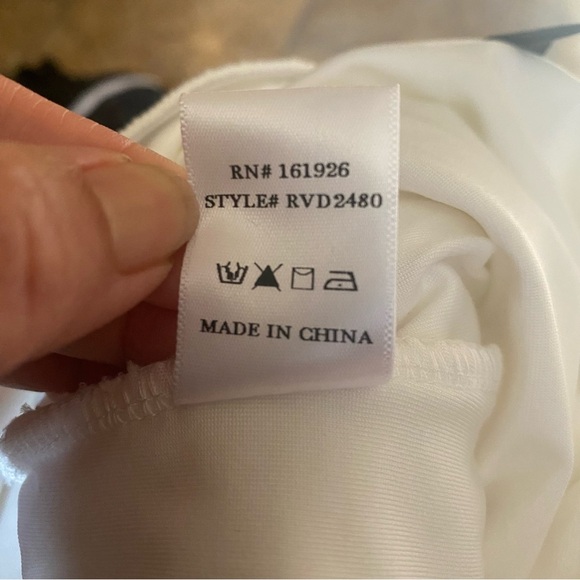 RN# 161926
STYLE# RVD2480
MADE IN CHINA